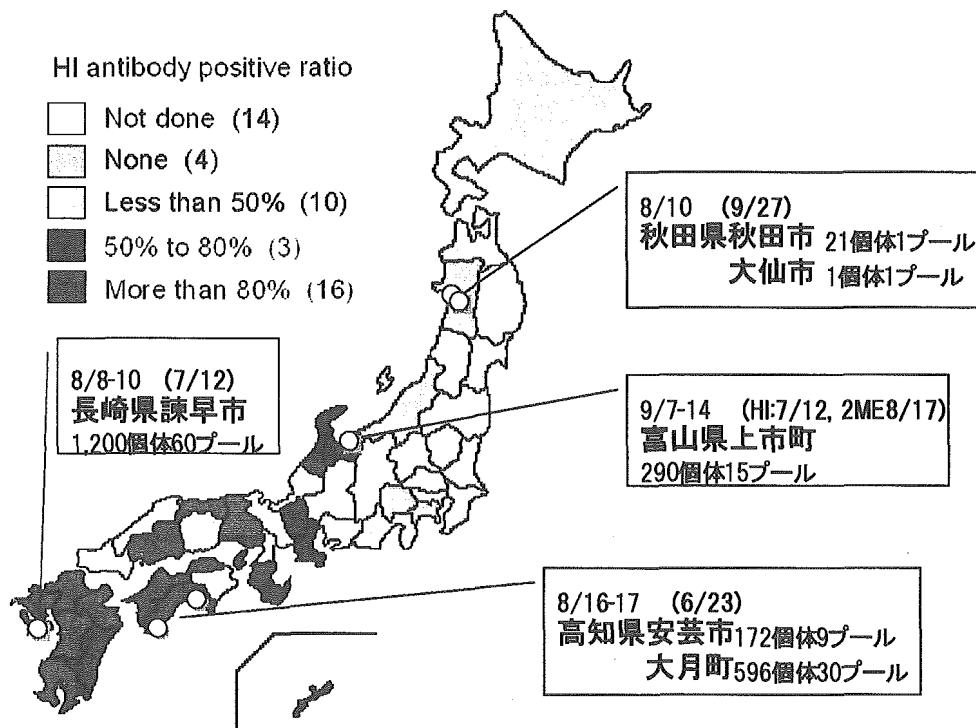 HI antibody positive ratio
Not done (14)
None (4)
Less than 50% (10)
50% to 80% (3)
More than 80% (16)
8/10 (9/27)
秋田県秋田市 21個体1プール
大仙市 1個体1プール
8/8-10 (7/12)
長崎県諫早市
1,200個体60プール
9/7-14 (HI:7/12, 2ME8/17)
富山県上市町
290個体15プール
8/16-17 (6/23)
高知県安芸市172個体9プール
大月町596個体30プール